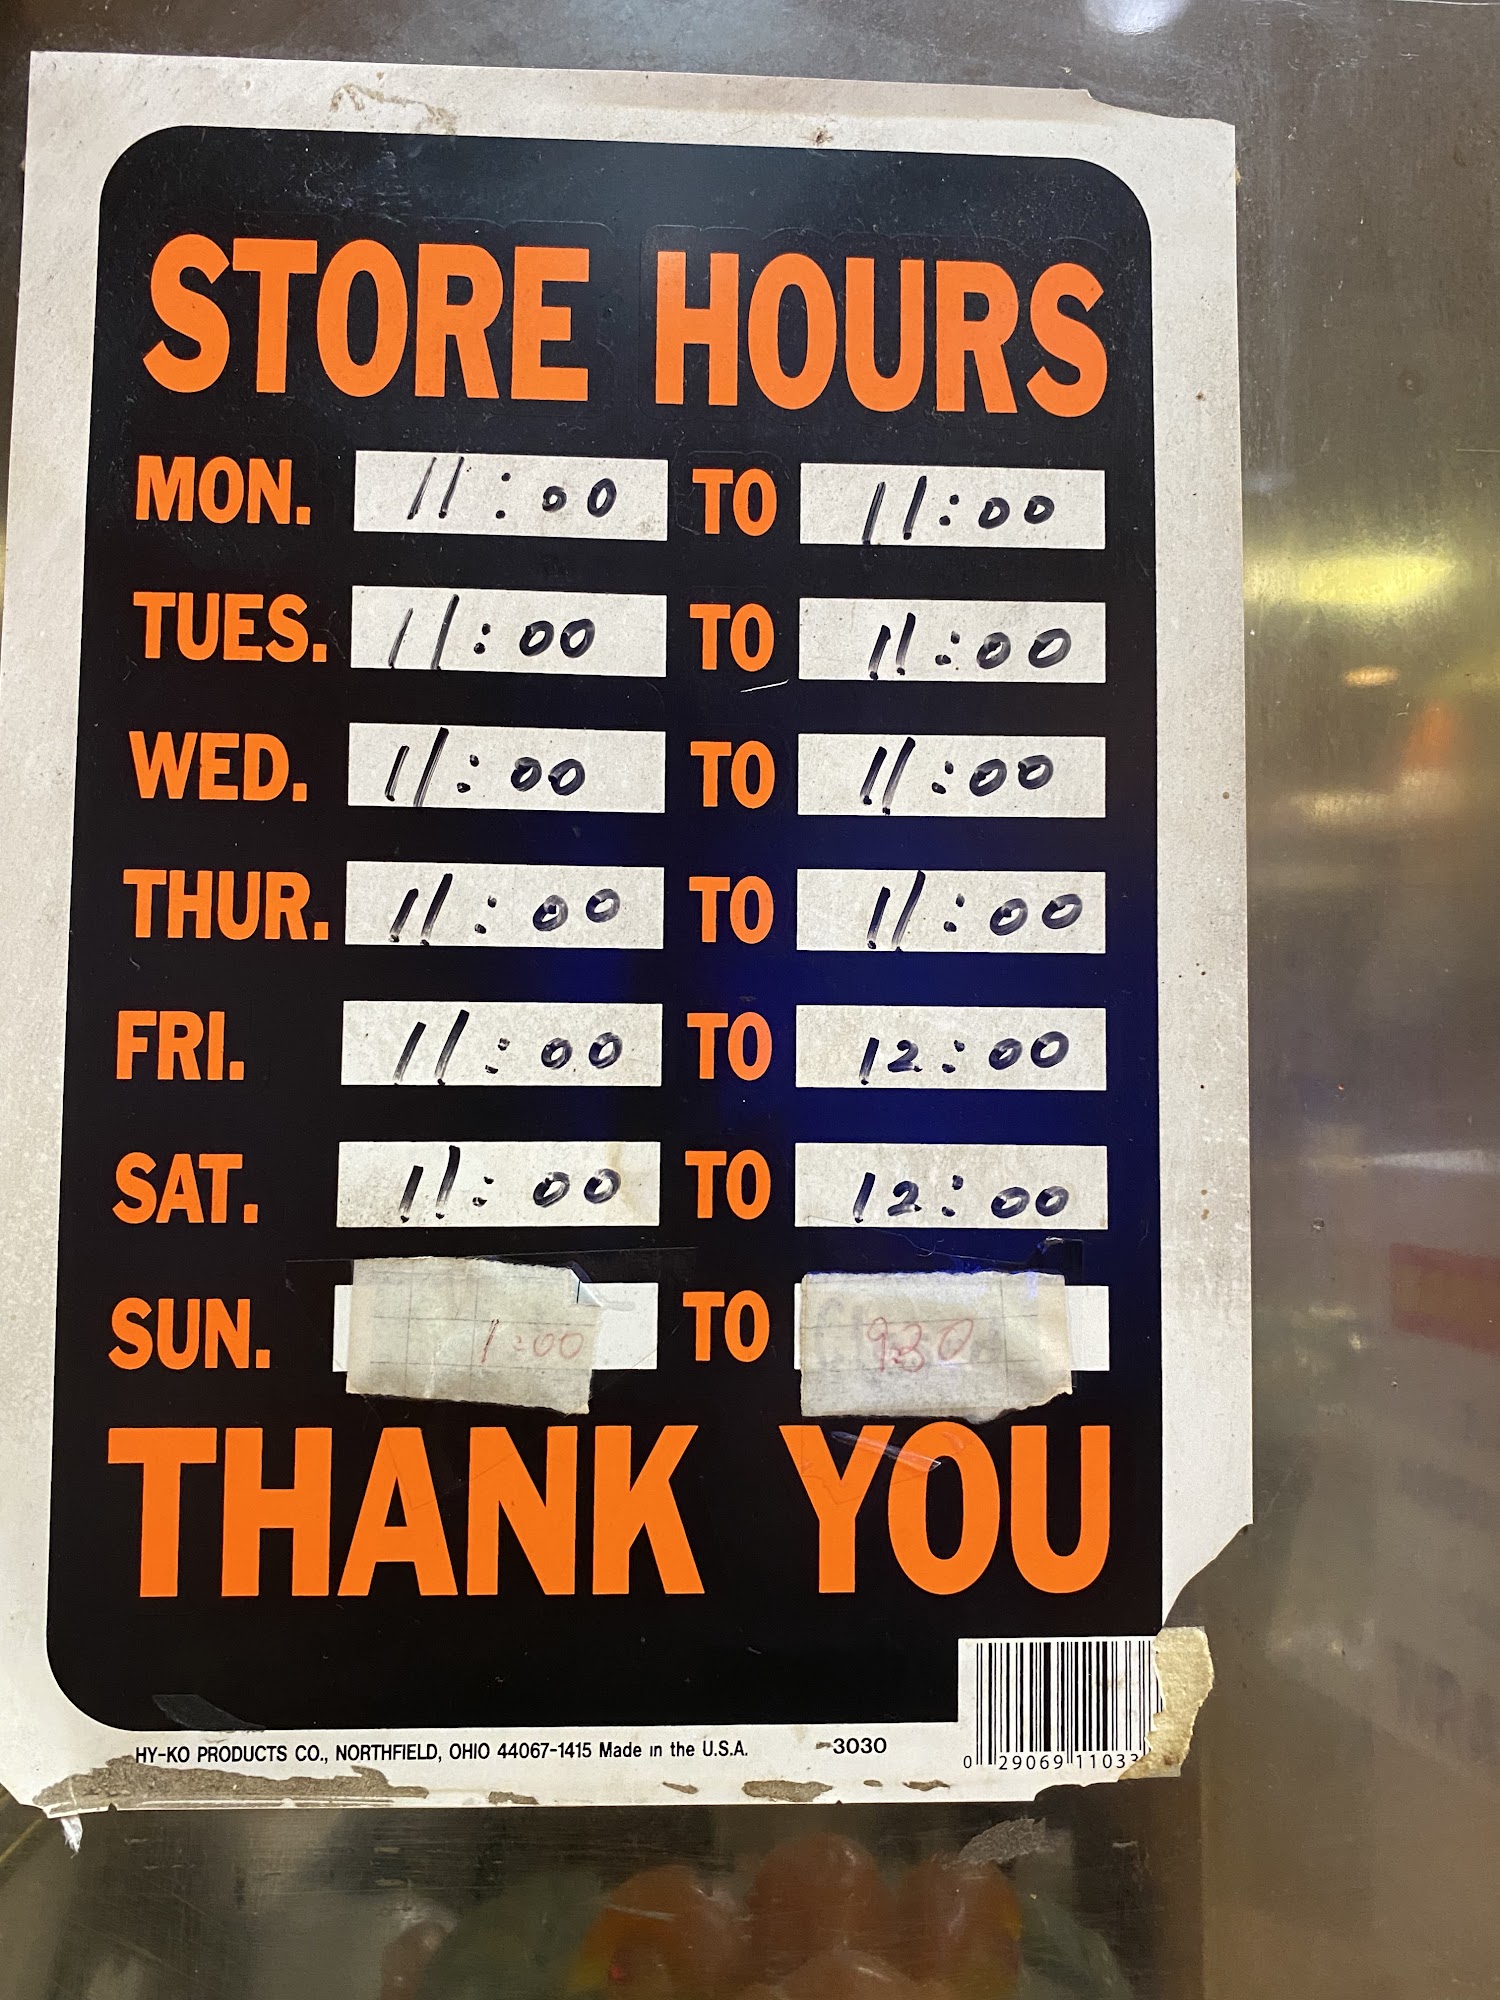 STORE HOURS
MON. 11:00 TO 11:00
TUES. 11:00 TO 11:00
WED. 11:00 TO 11:00
THUR. 11:00 TO 11:00
FRI. 11:00 TO 12:00
SAT. 11:00 TO 12:00
SUN. 1:00 TO 9:30
THANK YOU
HY-KO PRODUCTS CO., NORTHFIELD, OHIO 44067-1415 Made in the U.S.A. 3030
0 29069 11033